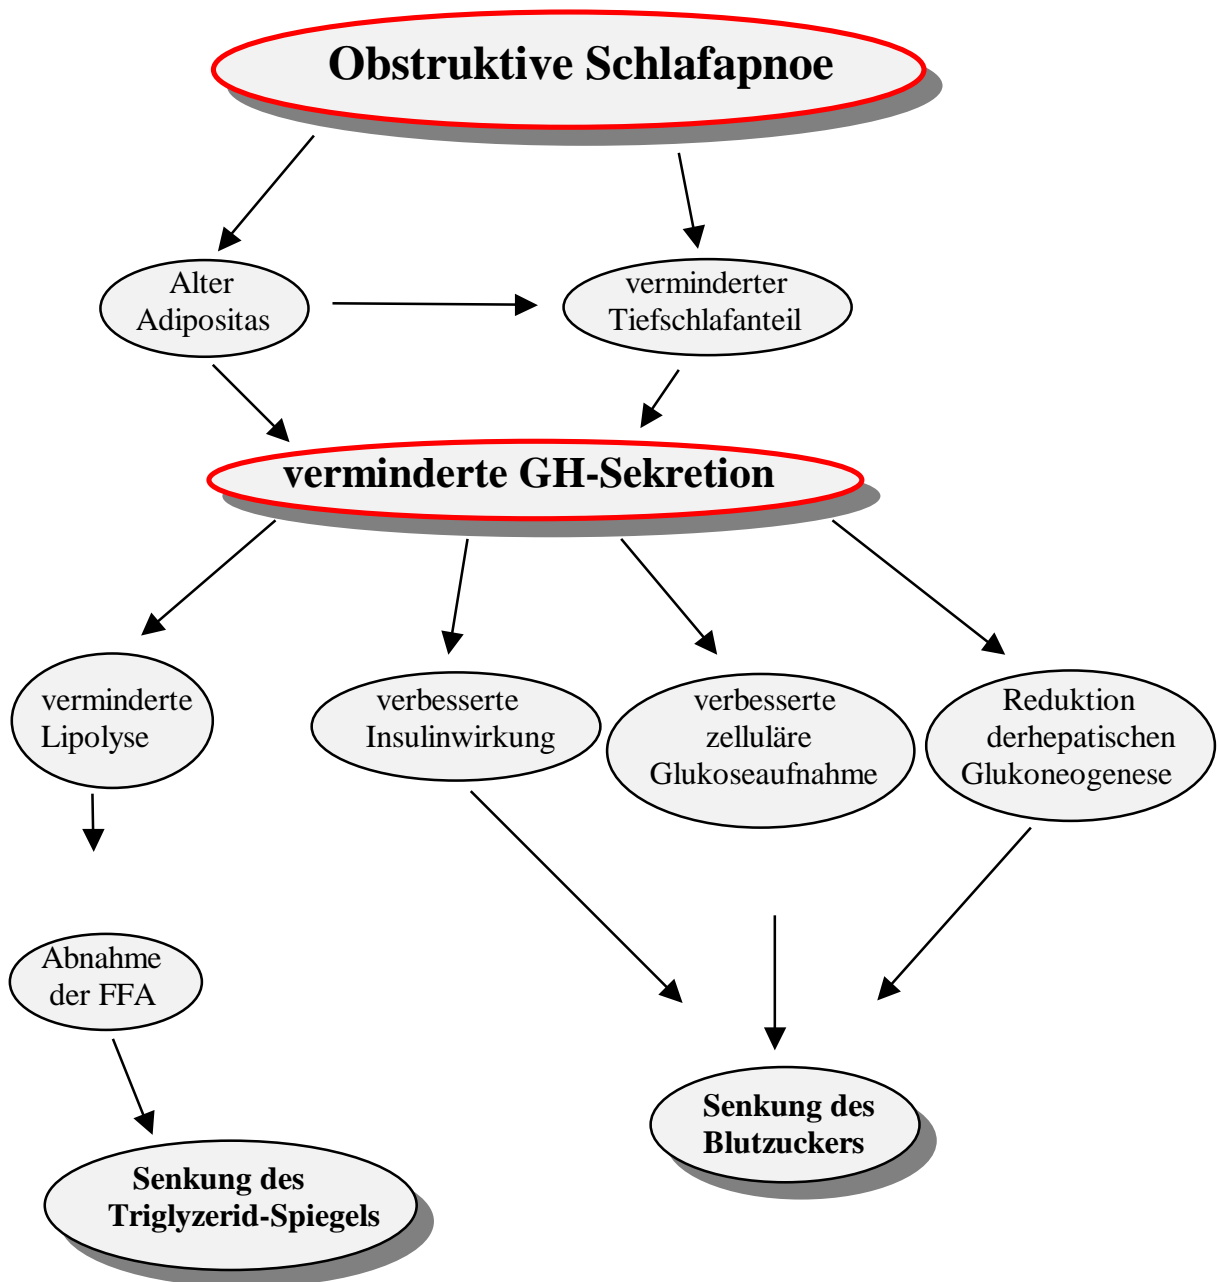 Obstruktive Schlafapnoe
Alter
Adipositas
verminderter
Tiefschlafanteil
verminderte GH-Sekretion
verminderte
Lipolyse
verbesserte
Insulinwirkung
verbesserte
zelluläre
Glukoseaufnahme
Reduktion
derhepatischen
Glukoneogenese
Abnahme
der FFA
Senkung des
Blutzuckers
Senkung des
Triglyzerid-Spiegels